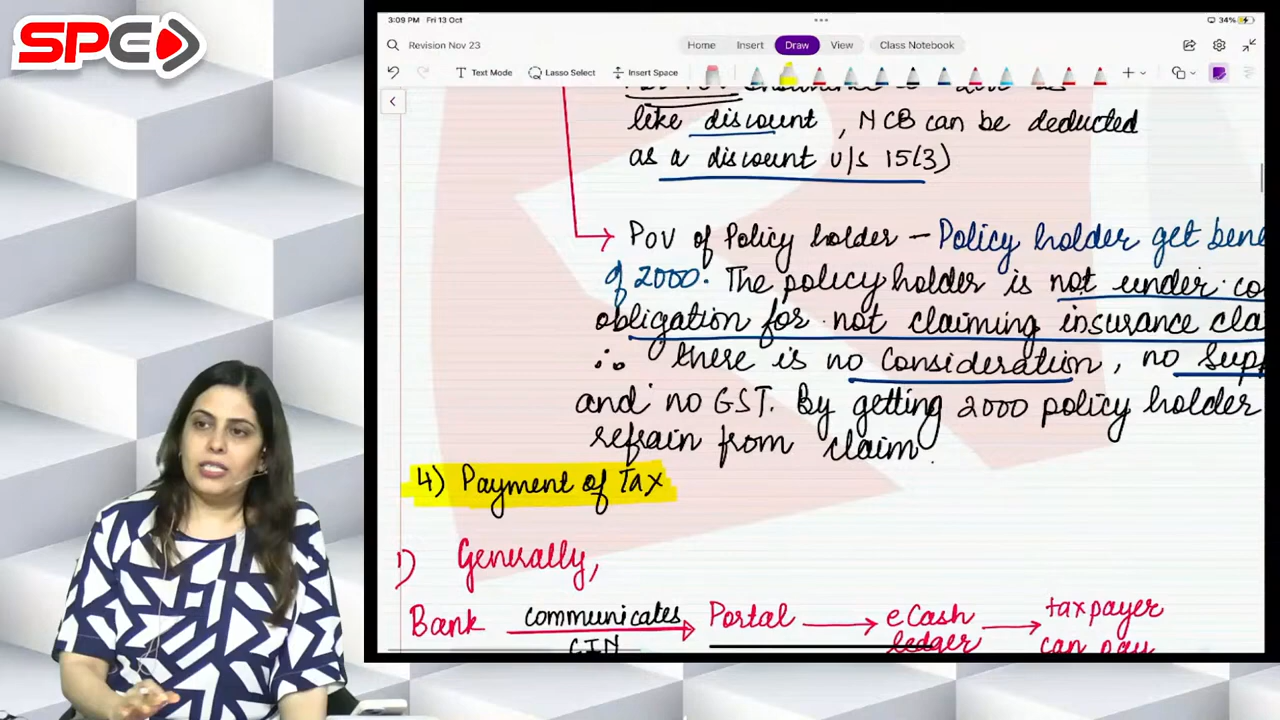 SPC
3:09 PM Fri 13 Oct
34%
Revision Nov 23
Home Insert Draw View Class Notebook
Text Mode Lasso Select Insert Space
like discount, NCB can be deducted
as a discount u/s 15(3)
Pov of Policy holder – Policy holder get bene
of 2000. The policy holder is not under co
obligation for not claiming insurance cla
∴ there is no consideration, no supp
and no GST. By getting 2000 policy holder
refrain from claim.
4) Payment of Tax
1) Generally,
Bank communicates CIN → Portal → eCash ledger → taxpayer can pay